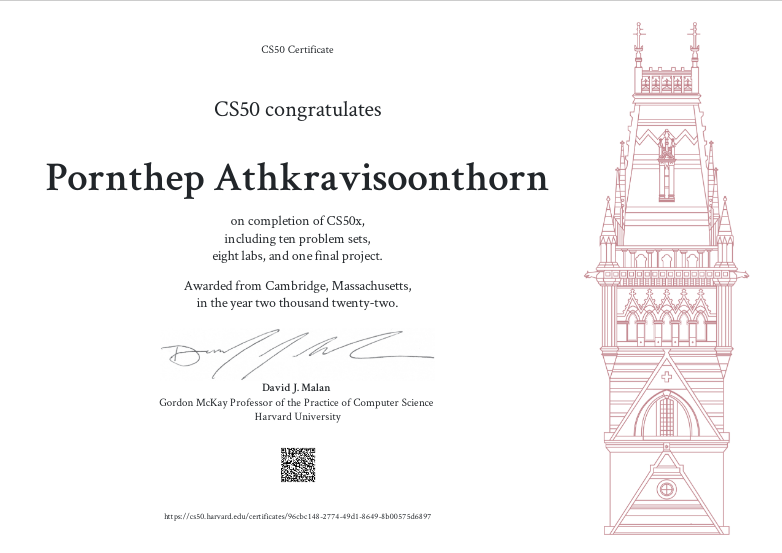 CS50 Certificate
CS50 congratulates
Pornthep Athkravisoonthorn
on completion of CS50x,
including ten problem sets,
eight labs, and one final project.
Awarded from Cambridge, Massachusetts,
in the year two thousand twenty-two.
David J. Malan
Gordon McKay Professor of the Practice of Computer Science
Harvard University
https://cs50.harvard.edu/certificates/96cbc148-2774-49d1-8649-8b00575d6897